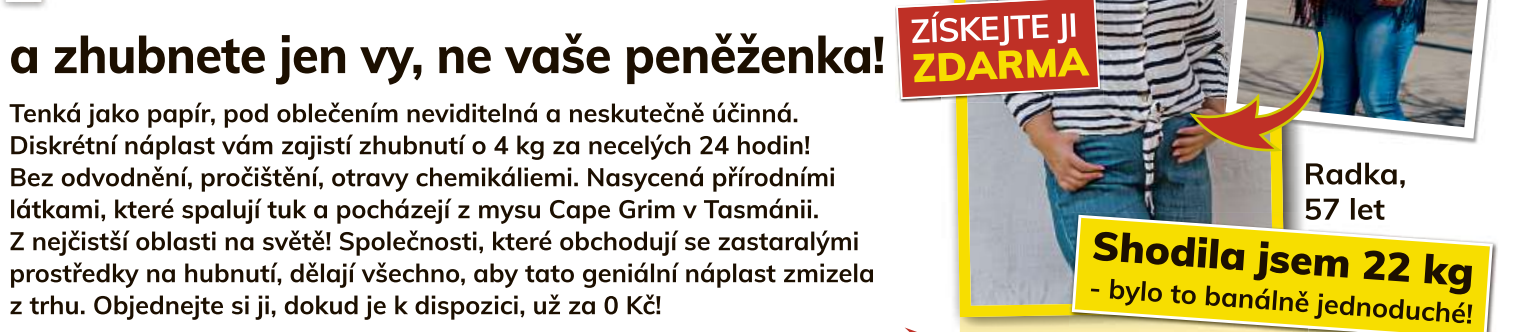 a zhubnete jen vy, ne vaše peněženka!
Tenká jako papír, pod oblečením neviditelná a neskutečně účinná.
Diskrétní náplast vám zajistí zhubnutí o 4 kg za necelých 24 hodin!
Bez odvodnění, pročištění, otravy chemikáliemi. Nasycená přírodními
látkami, které spalují tuk a pocházejí z mysu Cape Grim v Tasmánii.
Z nejčistší oblasti na světě! Společnosti, které obchodují se zastaralými
prostředky na hubnutí, dělají všechno, aby tato geniální náplast zmizela
z trhu. Objednejte si ji, dokud je k dispozici, už za 0 Kč!
ZÍSKEJTE JI
ZDARMA
Radka,
57 let
Shodila jsem 22 kg
- bylo to banálně jednoduché!